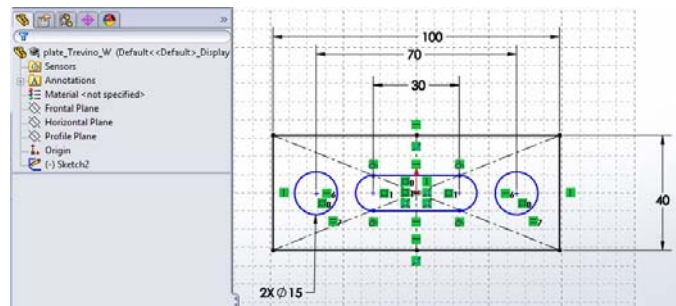 plate_Trevino_W (Default<<Default>_Display
Sensors
Annotations
Material <not specified>
Frontal Plane
Horizontal Plane
Profile Plane
Origin
(-) Sketch2
100
70
30
40
2X Ø 15